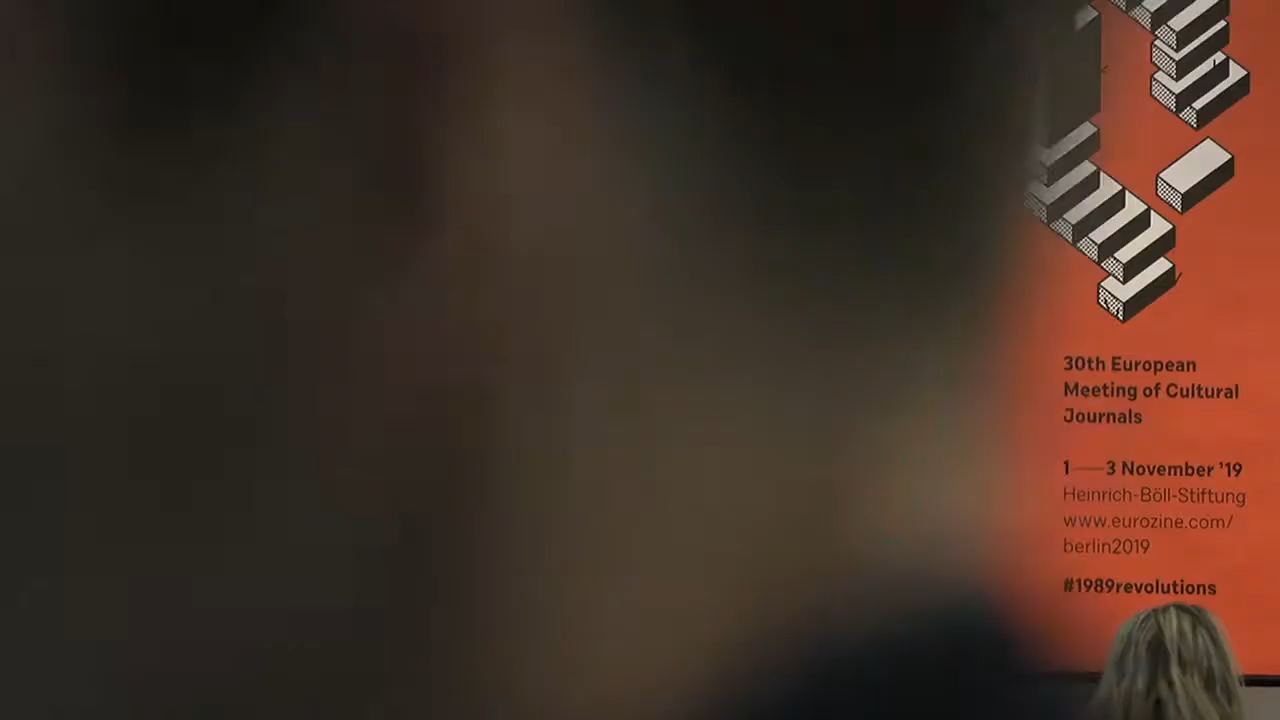 30th European
Meeting of Cultural
Journals
1—3 November '19
Heinrich-Böll-Stiftung
www.eurozine.com/
berlin2019
#1989revolutions